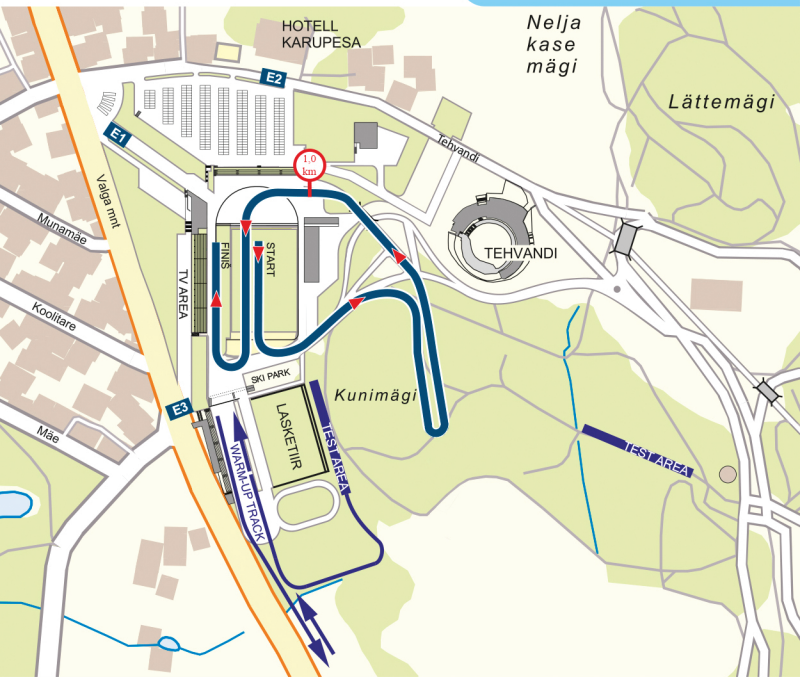 HOTELL
KARUPESA
Nelja
kase
mägi
Lättemägi
E2
E1
Tehvandi
1,0
km
Valga mnt
Munamäe
TEHVANDI
FINIŠ
START
TV AREA
Koolitare
SKI PARK
Kunimägi
E3
LASKETIIR
Mäe
TEST AREA
TEST AREA
WARM-UP TRACK